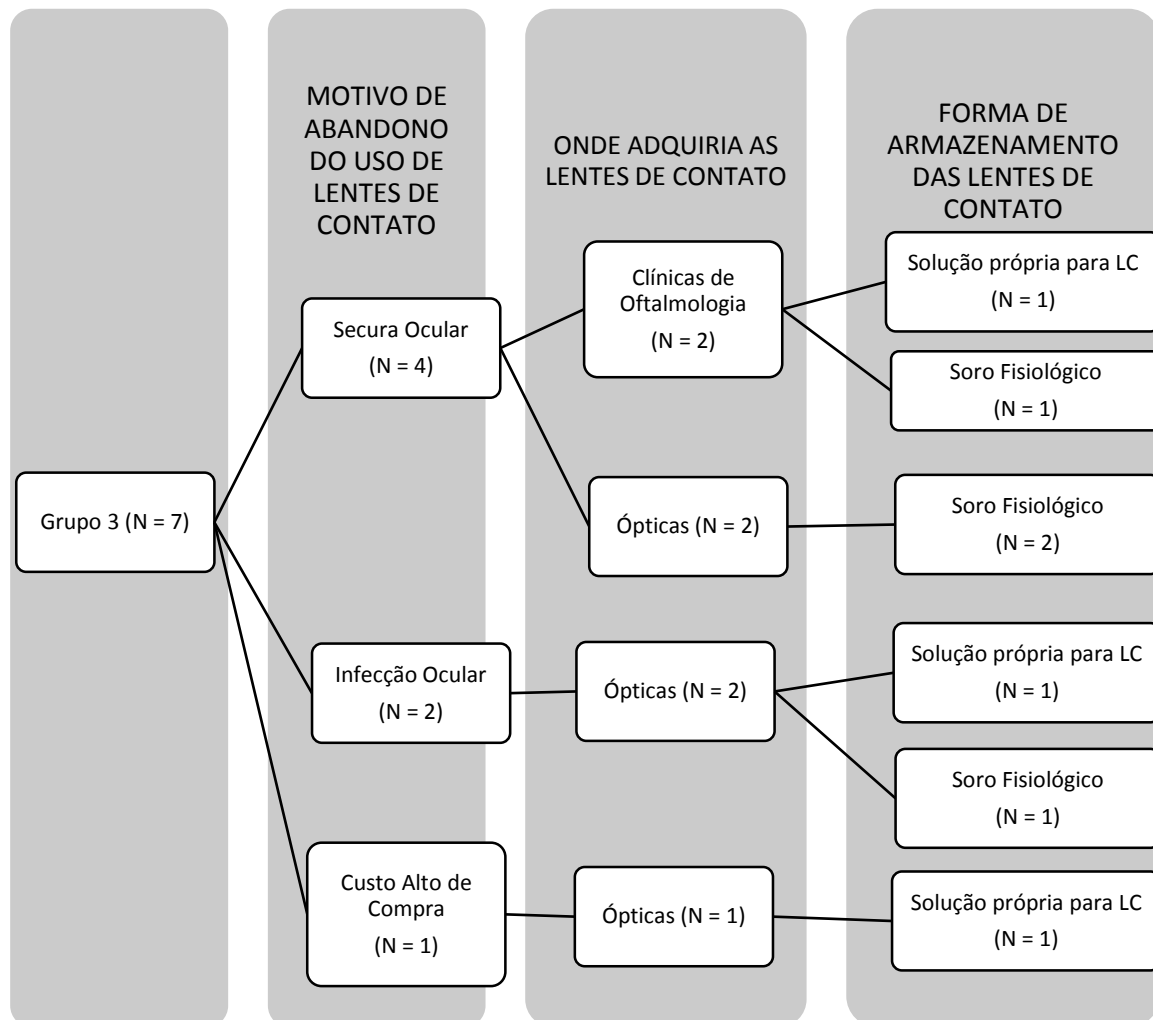 MOTIVO DE
ABANDONO
DO USO DE
LENTES DE
CONTATO
ONDE ADQUIRIA AS
LENTES DE CONTATO
FORMA DE
ARMAZENAMENTO
DAS LENTES DE
CONTATO
Grupo 3 (N = 7)
Secura Ocular
(N = 4)
Clínicas de
Oftalmologia
(N = 2)
Solução própria para LC
(N = 1)
Soro Fisiológico
(N = 1)
Ópticas (N = 2)
Soro Fisiológico
(N = 2)
Infecção Ocular
(N = 2)
Ópticas (N = 2)
Solução própria para LC
(N = 1)
Soro Fisiológico
(N = 1)
Custo Alto de
Compra
(N = 1)
Ópticas (N = 1)
Solução própria para LC
(N = 1)